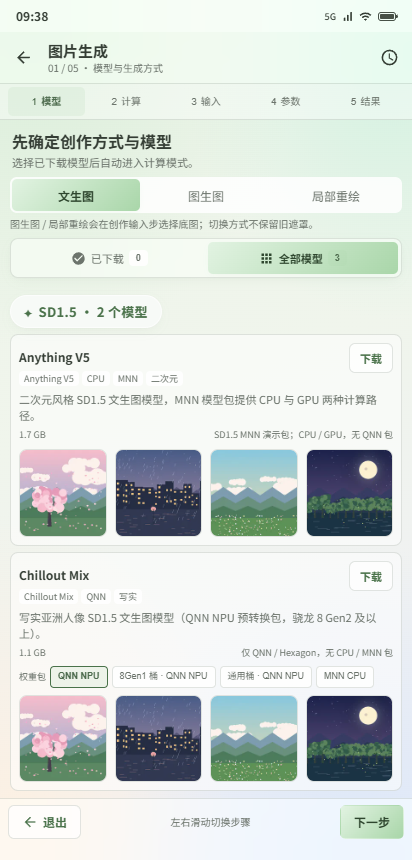 09:38
5G
图片生成
01 / 05 • 模型与生成方式
1 模型
2 计算
3 输入
4 参数
5 结果
先确定创作方式与模型
选择已下载模型后自动进入计算模式。
文生图
图生图
局部重绘
图生图 / 局部重绘会在创作输入步选择底图；切换方式不保留旧遮罩。
已下载 0
全部模型 3
✦ SD1.5 • 2 个模型
Anything V5
下载
Anything V5
CPU
MNN
二次元
二次元风格 SD1.5 文生图模型，MNN 模型包提供 CPU 与 GPU 两种计算路
径。
1.7 GB
SD1.5 MNN 演示包；CPU / GPU，无 QNN 包
Chillout Mix
下载
Chillout Mix
QNN
写实
写实亚洲人像 SD1.5 文生图模型（QNN NPU 预转换包，骁龙 8 Gen2 及以
上）。
1.1 GB
仅 QNN / Hexagon，无 CPU / MNN 包
权重包
QNN NPU
8Gen1 桶 · QNN NPU
通用桶 · QNN NPU
MNN CPU
退出
左右滑动切换步骤
下一步